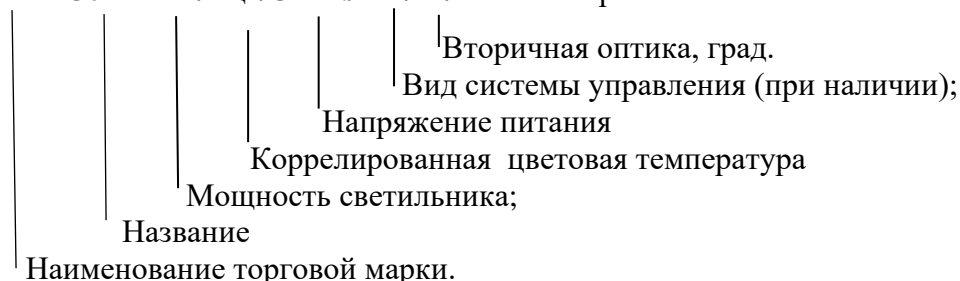 Вторичная оптика, град.
Вид системы управления (при наличии);
Напряжение питания
Коррелированная цветовая температура
Мощность светильника;
Название
Наименование торговой марки.